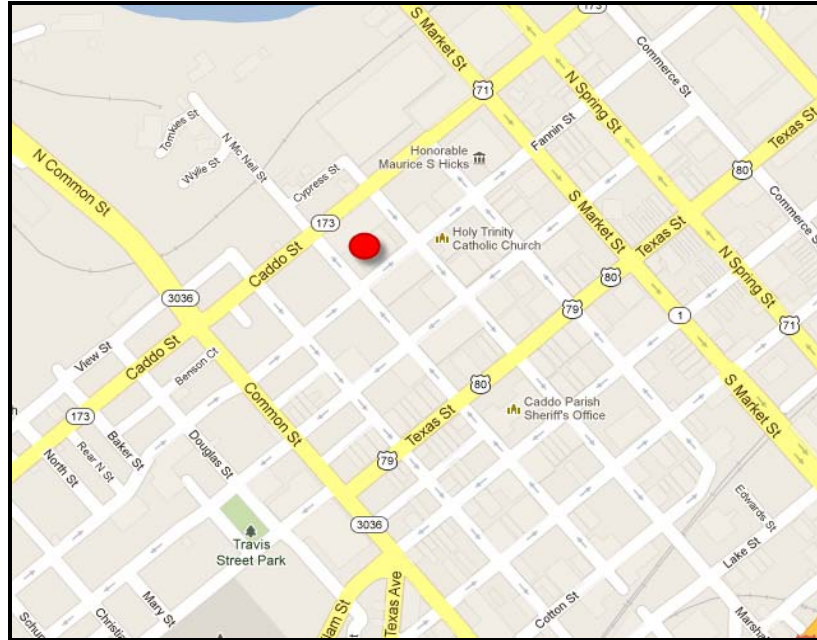 173
S Market St
Commerce St
71
N Spring St
Texas St
Tomkies St
N Mc Neil St
Fannin St
N Common St
Wylie St
Honorable
Maurice S Hicks
80
Cypress St
173
S Market St
Commerce St
Holy Trinity
Catholic Church
Texas St
Caddo St
N Spring St
80
3036
79
1
View St
71
Caddo St
Benson Ct
80
Common St
Caddo Parish
Sheriff's Office
S Market St
173
Texas St
Baker St
Douglas St
North St
Rear N St
79
Edwards St
3036
Travis
Street Park
Lake St
Texas Ave
Mary St
Cotton St